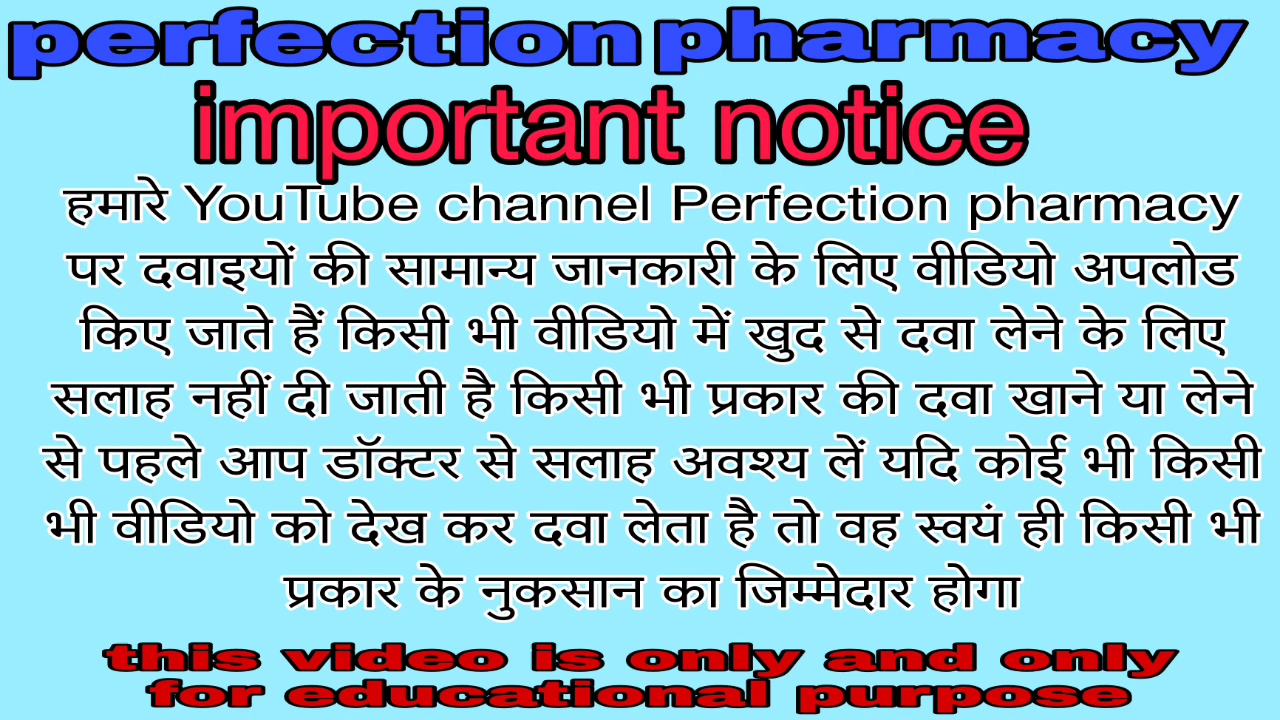 perfection pharmacy
important notice
हमारे YouTube channel Perfection pharmacy
पर दवाइयों की सामान्य जानकारी के लिए वीडियो अपलोड
किए जाते हैं किसी भी वीडियो में खुद से दवा लेने के लिए
सलाह नहीं दी जाती है किसी भी प्रकार की दवा खाने या लेने
से पहले आप डॉक्टर से सलाह अवश्य लें यदि कोई भी किसी
भी वीडियो को देख कर दवा लेता है तो वह स्वयं ही किसी भी
प्रकार के नुकसान का जिम्मेदार होगा
this video is only and only
for educational purpose